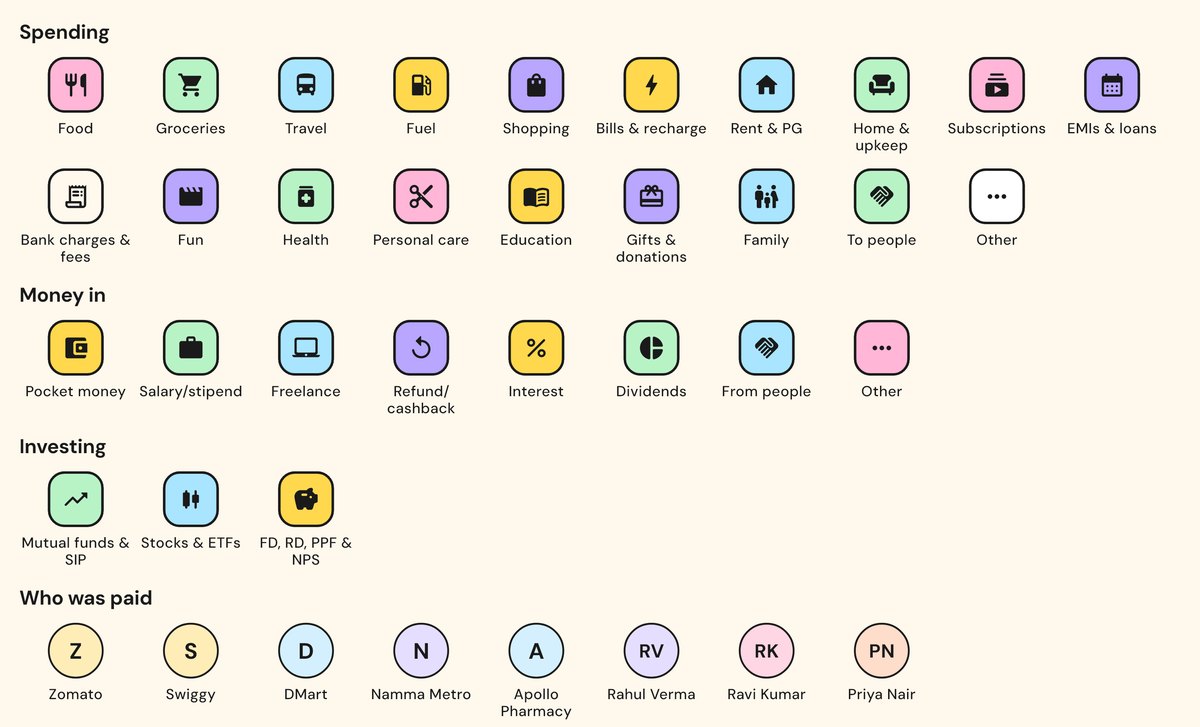 Spending
Food
Groceries
Travel
Fuel
Shopping
Bills & recharge
Rent & PG
Home &
upkeep
Subscriptions
EMIs & loans
Bank charges &
fees
Fun
Health
Personal care
Education
Gifts &
donations
Family
To people
Other
Money in
Pocket money
Salary/stipend
Freelance
Refund/
cashback
Interest
Dividends
From people
Other
Investing
Mutual funds &
SIP
Stocks & ETFs
FD, RD, PPF &
NPS
Who was paid
Z
Zomato
S
Swiggy
D
DMart
N
Namma Metro
A
Apollo
Pharmacy
RV
Rahul Verma
RK
Ravi Kumar
PN
Priya Nair